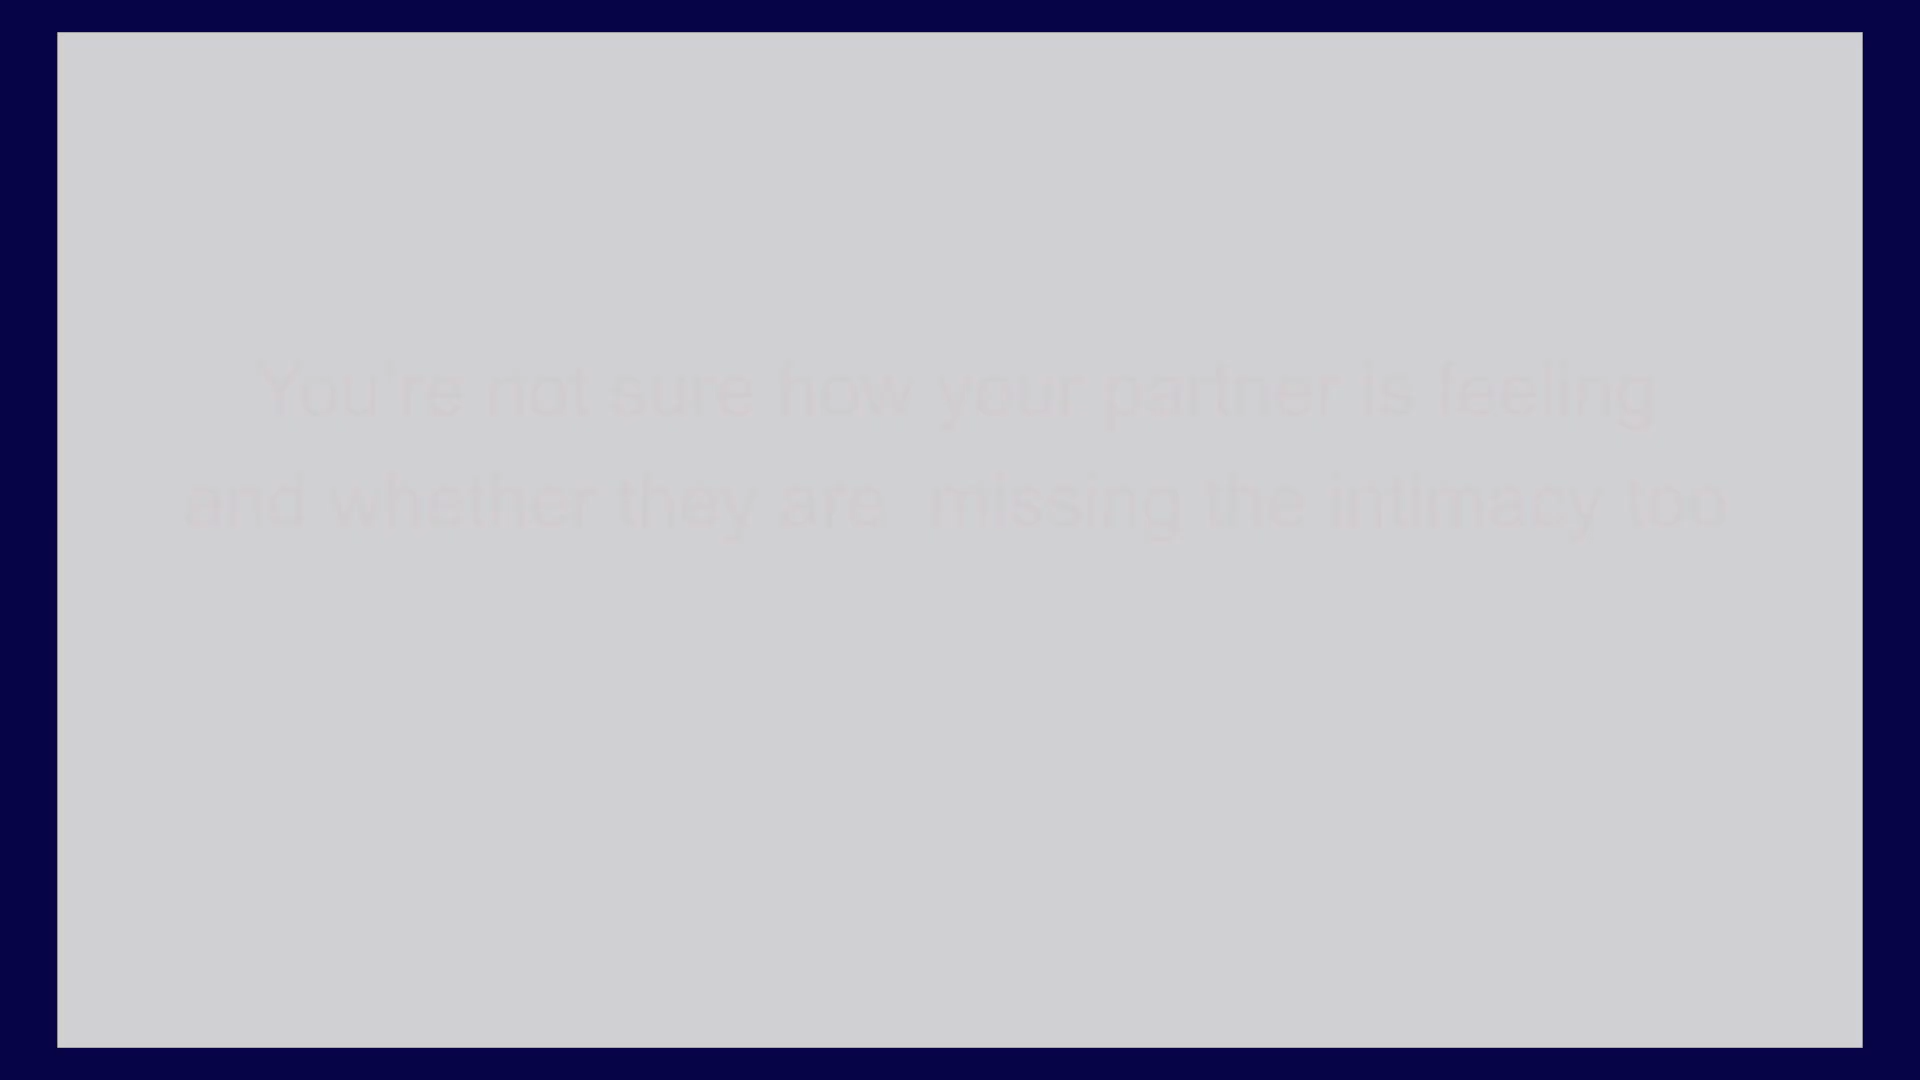 You're not sure how your partner is feeling
and whether they are missing the intimacy too